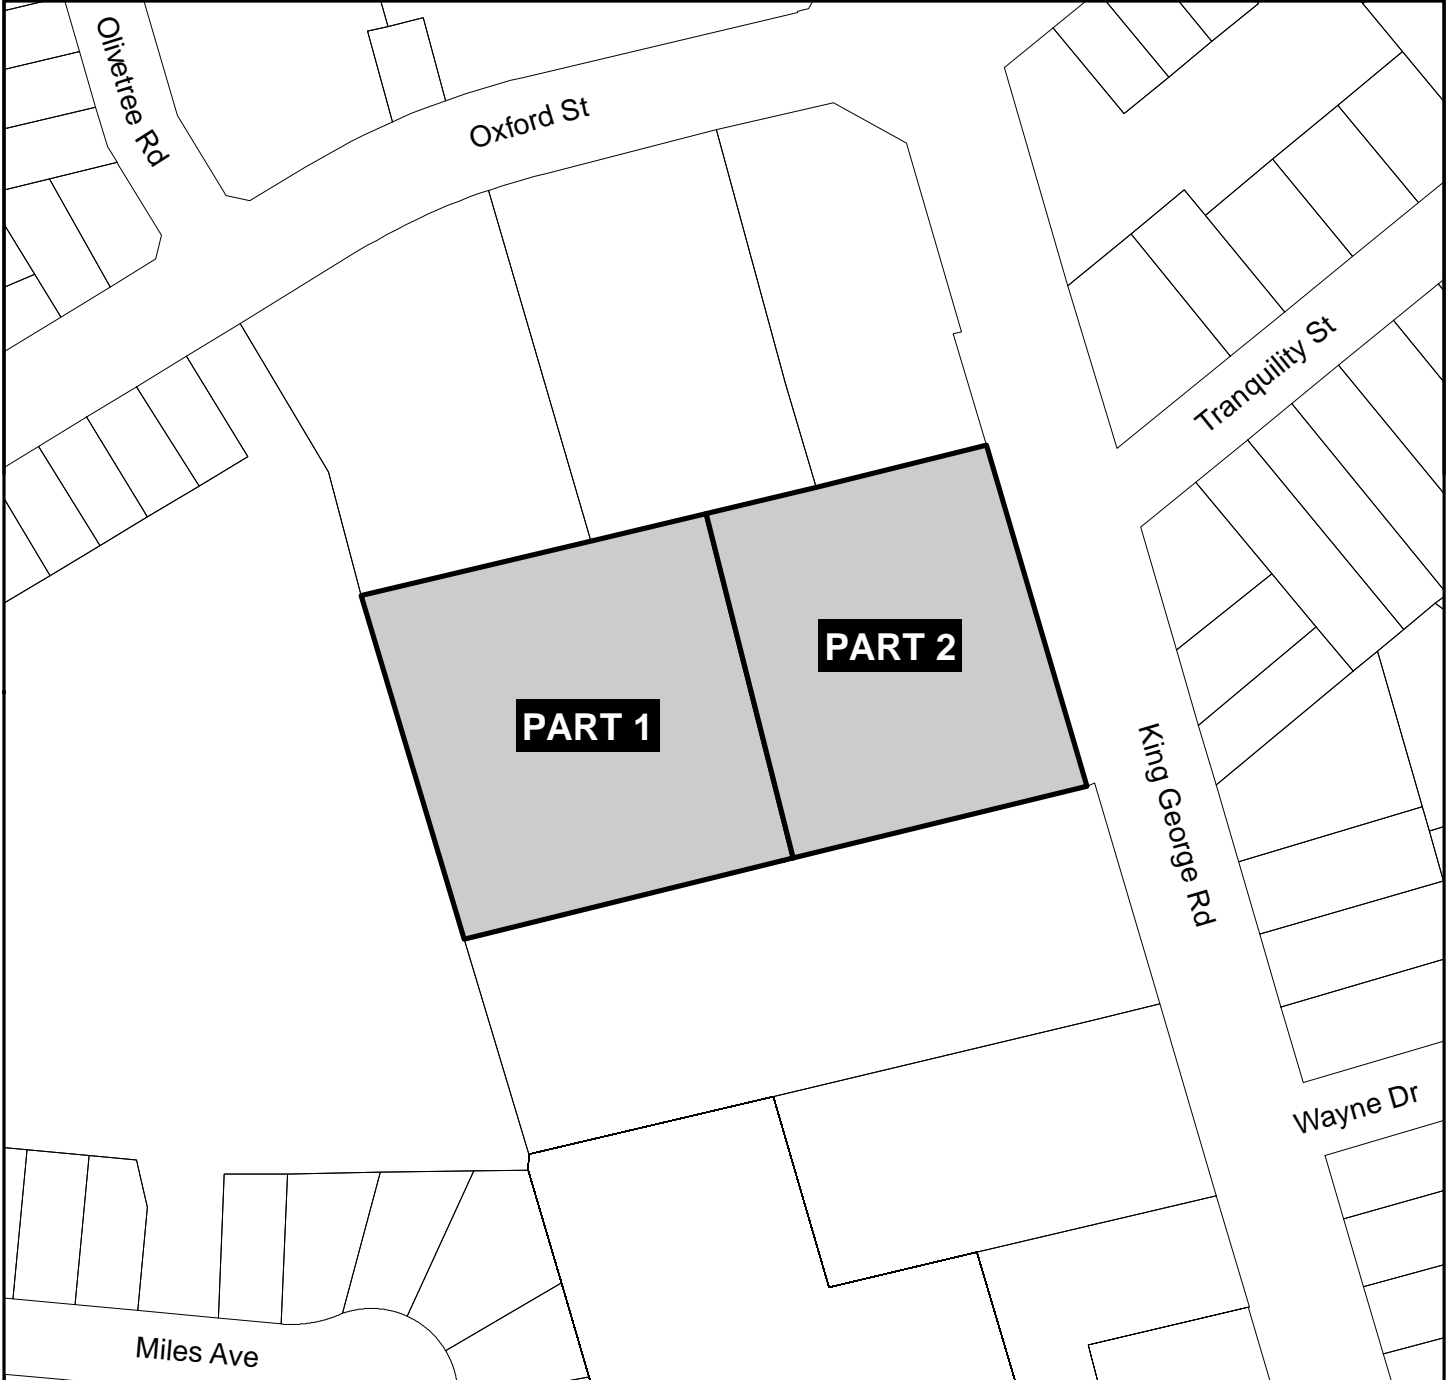 Olivetree Rd
Oxford St
Tranquility St
PART 2
PART 1
King George Rd
Wayne Dr
Miles Ave